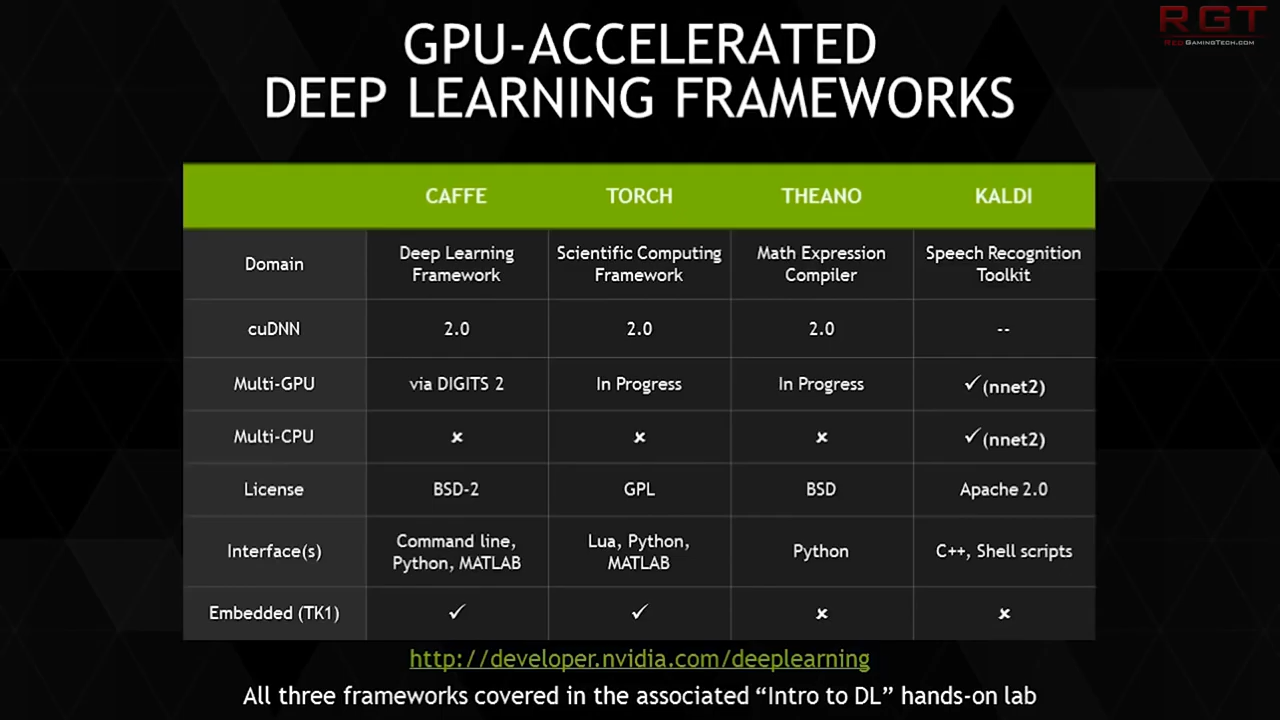 RGT
REDGAMINGTECH.COM
GPU-ACCELERATED
DEEP LEARNING FRAMEWORKS
CAFFE TORCH THEANO KALDI
Domain
Deep Learning
Framework
Scientific Computing
Framework
Math Expression
Compiler
Speech Recognition
Toolkit
cuDNN 2.0 2.0 2.0 --
Multi-GPU via DIGITS 2 In Progress In Progress ✓(nnet2)
Multi-CPU ✗ ✗ ✗ ✓(nnet2)
License BSD-2 GPL BSD Apache 2.0
Interface(s)
Command line,
Python, MATLAB
Lua, Python,
MATLAB
Python
C++, Shell scripts
Embedded (TK1) ✓ ✓ ✗ ✗
http://developer.nvidia.com/deeplearning
All three frameworks covered in the associated “Intro to DL” hands-on lab